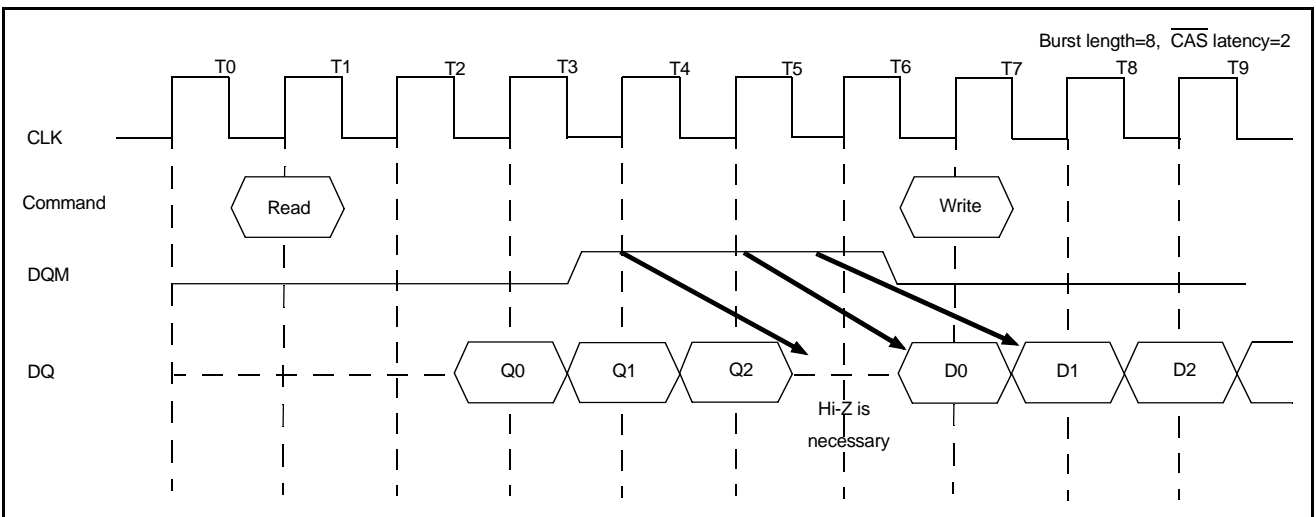 Burst length=8, C̅A̅S̅ latency=2
T0 T1 T2 T3 T4 T5 T6 T7 T8 T9
CLK
Command Read Write
DQM
DQ Q0 Q1 Q2 D0 D1 D2
Hi-Z is
necessary